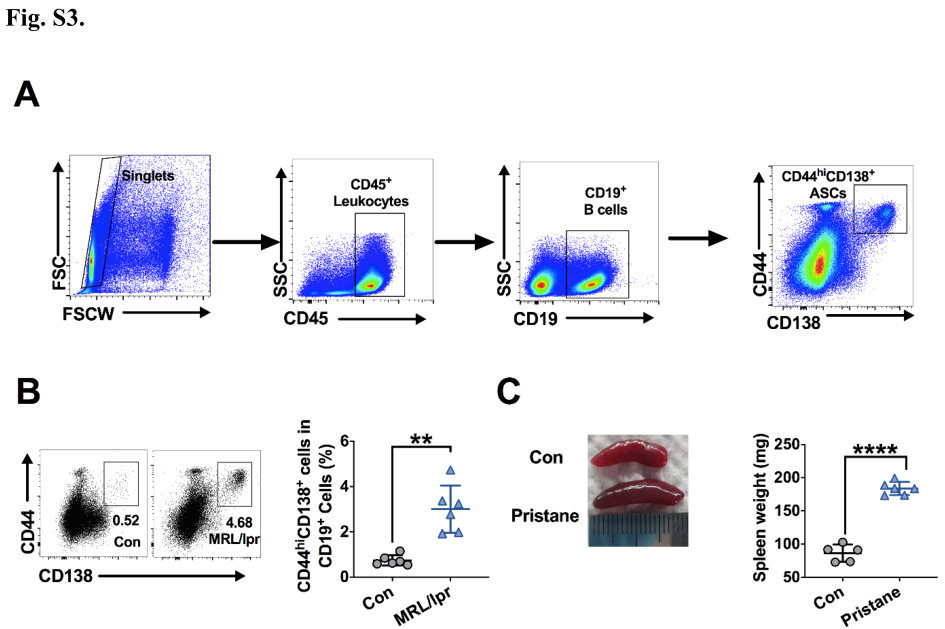 Fig. S3.
A
Singlets
FSC
FSCW
CD45⁺
Leukocytes
SSC
CD45
CD19⁺
B cells
SSC
CD19
CD44ʰⁱCD138⁺
ASCs
CD44
CD138
B
CD44
0.52
Con
4.68
MRL/lpr
CD138
CD44ʰⁱCD138⁺ cells in
CD19⁺ Cells (%)
6
4
2
0
**
Con
MRL/lpr
C
Con
Pristane
Spleen weight (mg)
250
200
150
100
50
****
Con
Pristane